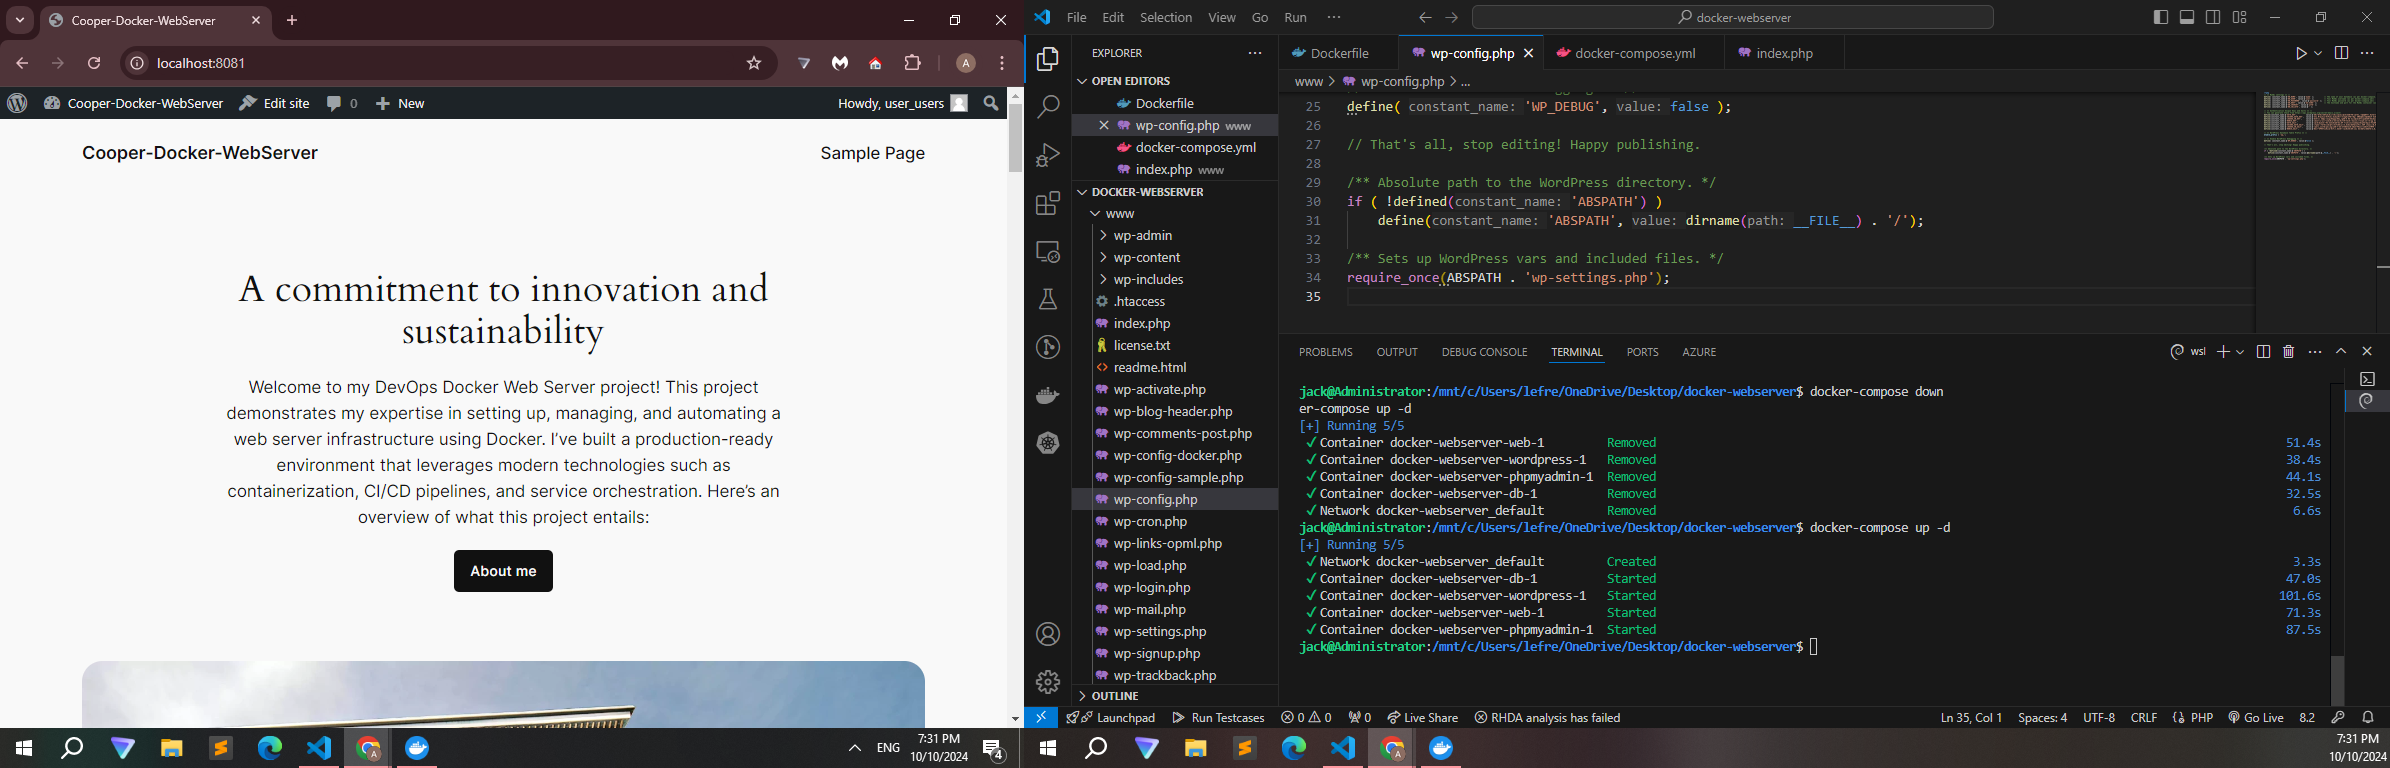 Cooper-Docker-WebServer
localhost:8081
A
Cooper-Docker-WebServer Edit site 0 New Howdy, user_users
Cooper-Docker-WebServer Sample Page
A commitment to innovation and
sustainability
Welcome to my DevOps Docker Web Server project! This project
demonstrates my expertise in setting up, managing, and automating a
web server infrastructure using Docker. I've built a production-ready
environment that leverages modern technologies such as
containerization, CI/CD pipelines, and service orchestration. Here's an
overview of what this project entails:
About me
ENG 7:31 PM
10/10/2024
4
File Edit Selection View Go Run ··· docker-webserver
EXPLORER ···
OPEN EDITORS
Dockerfile
wp-config.php www
docker-compose.yml
index.php www
DOCKER-WEBSERVER
www
wp-admin
wp-content
wp-includes
.htaccess
index.php
license.txt
readme.html
wp-activate.php
wp-blog-header.php
wp-comments-post.php
wp-config-docker.php
wp-config-sample.php
wp-config.php
wp-cron.php
wp-links-opml.php
wp-load.php
wp-login.php
wp-mail.php
wp-settings.php
wp-signup.php
wp-trackback.php
OUTLINE
Dockerfile wp-config.php docker-compose.yml index.php
www > wp-config.php > ...
25 define( constant_name: 'WP_DEBUG', value: false );
26
27 // That's all, stop editing! Happy publishing.
28
29 /** Absolute path to the WordPress directory. */
30 if ( !defined(constant_name: 'ABSPATH') )
31 define(constant_name: 'ABSPATH', value: dirname(path: __FILE__) . '/');
32
33 /** Sets up WordPress vars and included files. */
34 require_once(ABSPATH . 'wp-settings.php');
35
PROBLEMS OUTPUT DEBUG CONSOLE TERMINAL PORTS AZURE wsl
jack@Administrator:/mnt/c/Users/lefre/OneDrive/Desktop/docker-webserver$ docker-compose down
er-compose up -d
[+] Running 5/5
✓ Container docker-webserver-web-1 Removed 51.4s
✓ Container docker-webserver-wordpress-1 Removed 38.4s
✓ Container docker-webserver-phpmyadmin-1 Removed 44.1s
✓ Container docker-webserver-db-1 Removed 32.5s
✓ Network docker-webserver_default Removed 6.6s
jack@Administrator:/mnt/c/Users/lefre/OneDrive/Desktop/docker-webserver$ docker-compose up -d
[+] Running 5/5
✓ Network docker-webserver_default Created 3.3s
✓ Container docker-webserver-db-1 Started 47.0s
✓ Container docker-webserver-wordpress-1 Started 101.6s
✓ Container docker-webserver-web-1 Started 71.3s
✓ Container docker-webserver-phpmyadmin-1 Started 87.5s
jack@Administrator:/mnt/c/Users/lefre/OneDrive/Desktop/docker-webserver$
Launchpad Run Testcases 0 0 0 Live Share RHDA analysis has failed Ln 35, Col 1 Spaces: 4 UTF-8 CRLF PHP Go Live 8.2
7:31 PM
10/10/2024